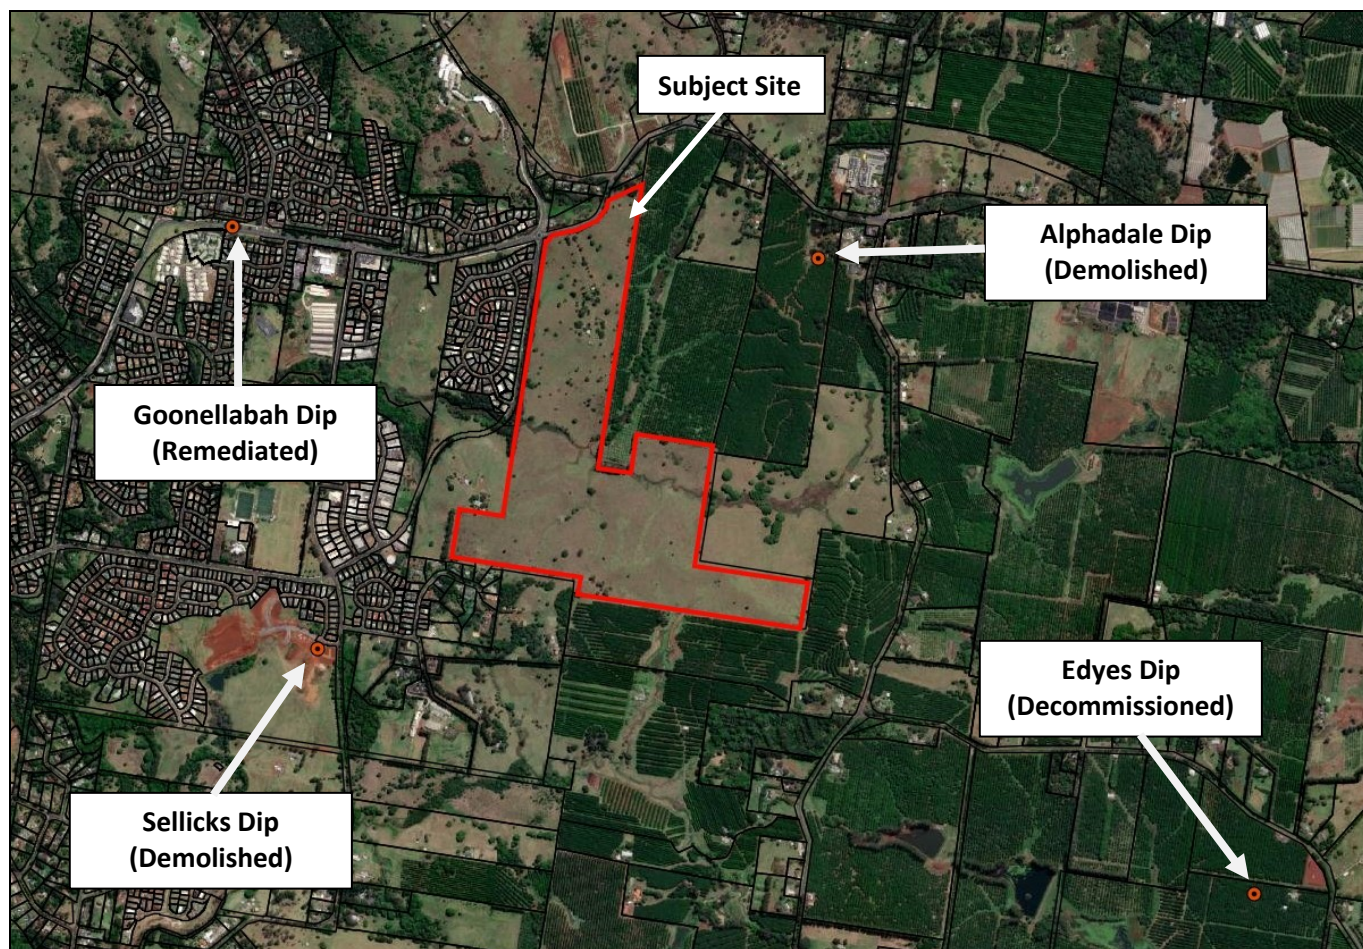 Subject Site
Alphadale Dip
(Demolished)
Goonellabah Dip
(Remediated)
Edyes Dip
(Decommissioned)
Sellicks Dip
(Demolished)